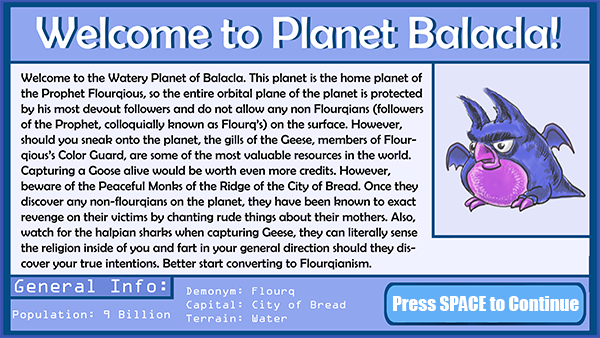 Welcome to Planet Balacla!
Welcome to the Watery Planet of Balacla. This planet is the home planet of
the Prophet Flourqious, so the entire orbital plane of the planet is protected
by his most devout followers and do not allow any non Flourqians (followers
of the Prophet, colloquially known as Flourq's) on the surface. However,
should you sneak onto the planet, the gills of the Geese, members of Flour-
qious's Color Guard, are some of the most valuable resources in the world.
Capturing a Goose alive would be worth even more credits. However,
beware of the Peaceful Monks of the Ridge of the City of Bread. Once they
discover any non-flourqians on the planet, they have been known to exact
revenge on their victims by chanting rude things about their mothers. Also,
watch for the halpian sharks when capturing Geese, they can literally sense
the religion inside of you and fart in your general direction should they dis-
cover your true intentions. Better start converting to Flourqianism.
General Info:
Population: 9 Billion
Demonym: Flourq
Capital: City of Bread
Terrain: Water
Press SPACE to Continue